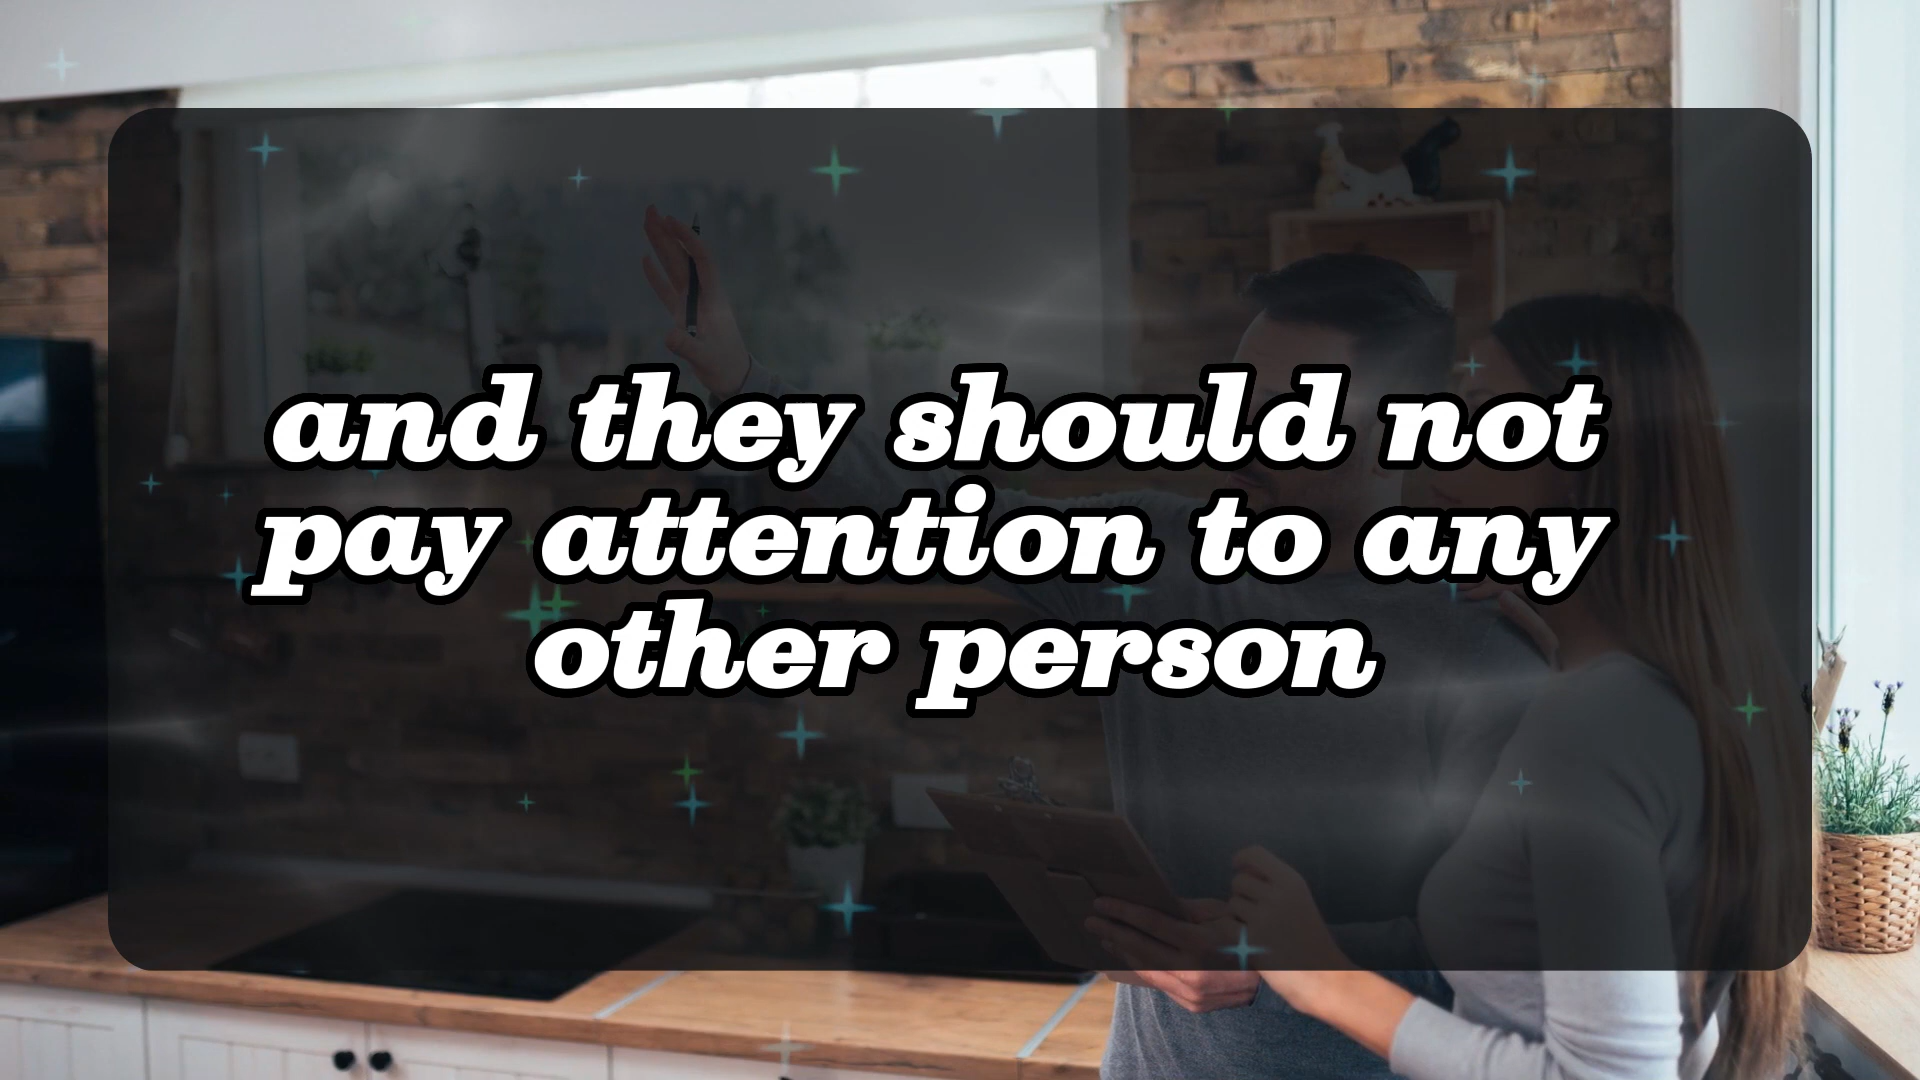 and they should not
pay attention to any
other person